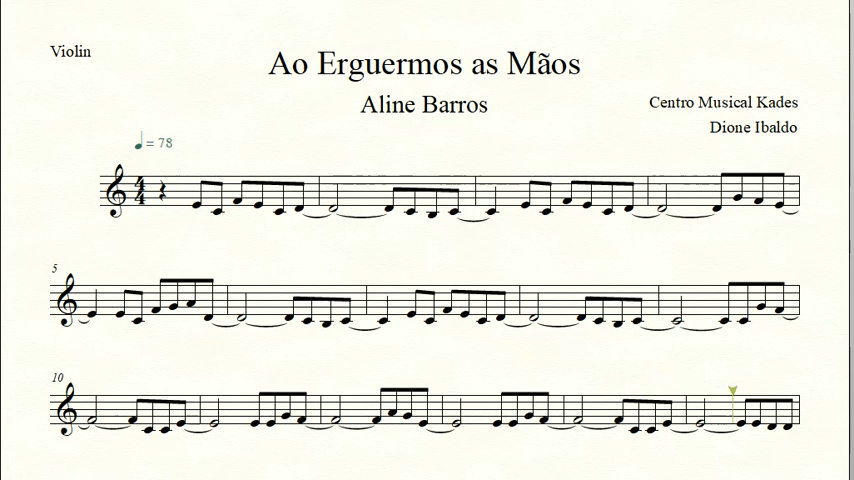 Violin
Ao Erguermos as Mãos
Aline Barros
Centro Musical Kades
Dione Ibaldo
= 78
4
4
5
10